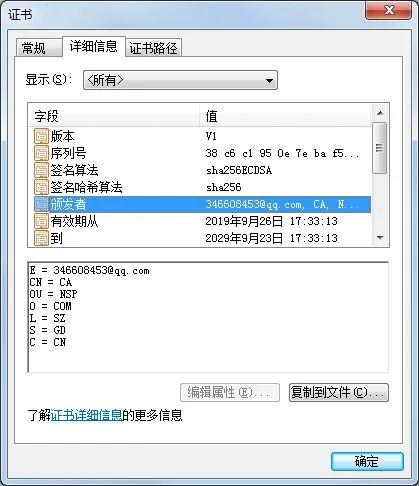 证书
常规 详细信息 证书路径
显示(S): <所有>
字段 值
版本 V1
序列号 38 c6 c1 95 0e 7e ba f5...
签名算法 sha256ECDSA
签名哈希算法 sha256
颁发者 346608453@qq.com, CA, N...
有效期从 2019年9月26日 17:33:13
到 2029年9月23日 17:33:13
E = 346608453@qq.com
CN = CA
OU = NSP
O = COM
L = SZ
S = GD
C = CN
编辑属性(E)... 复制到文件(C)...
了解证书详细信息的更多信息
确定